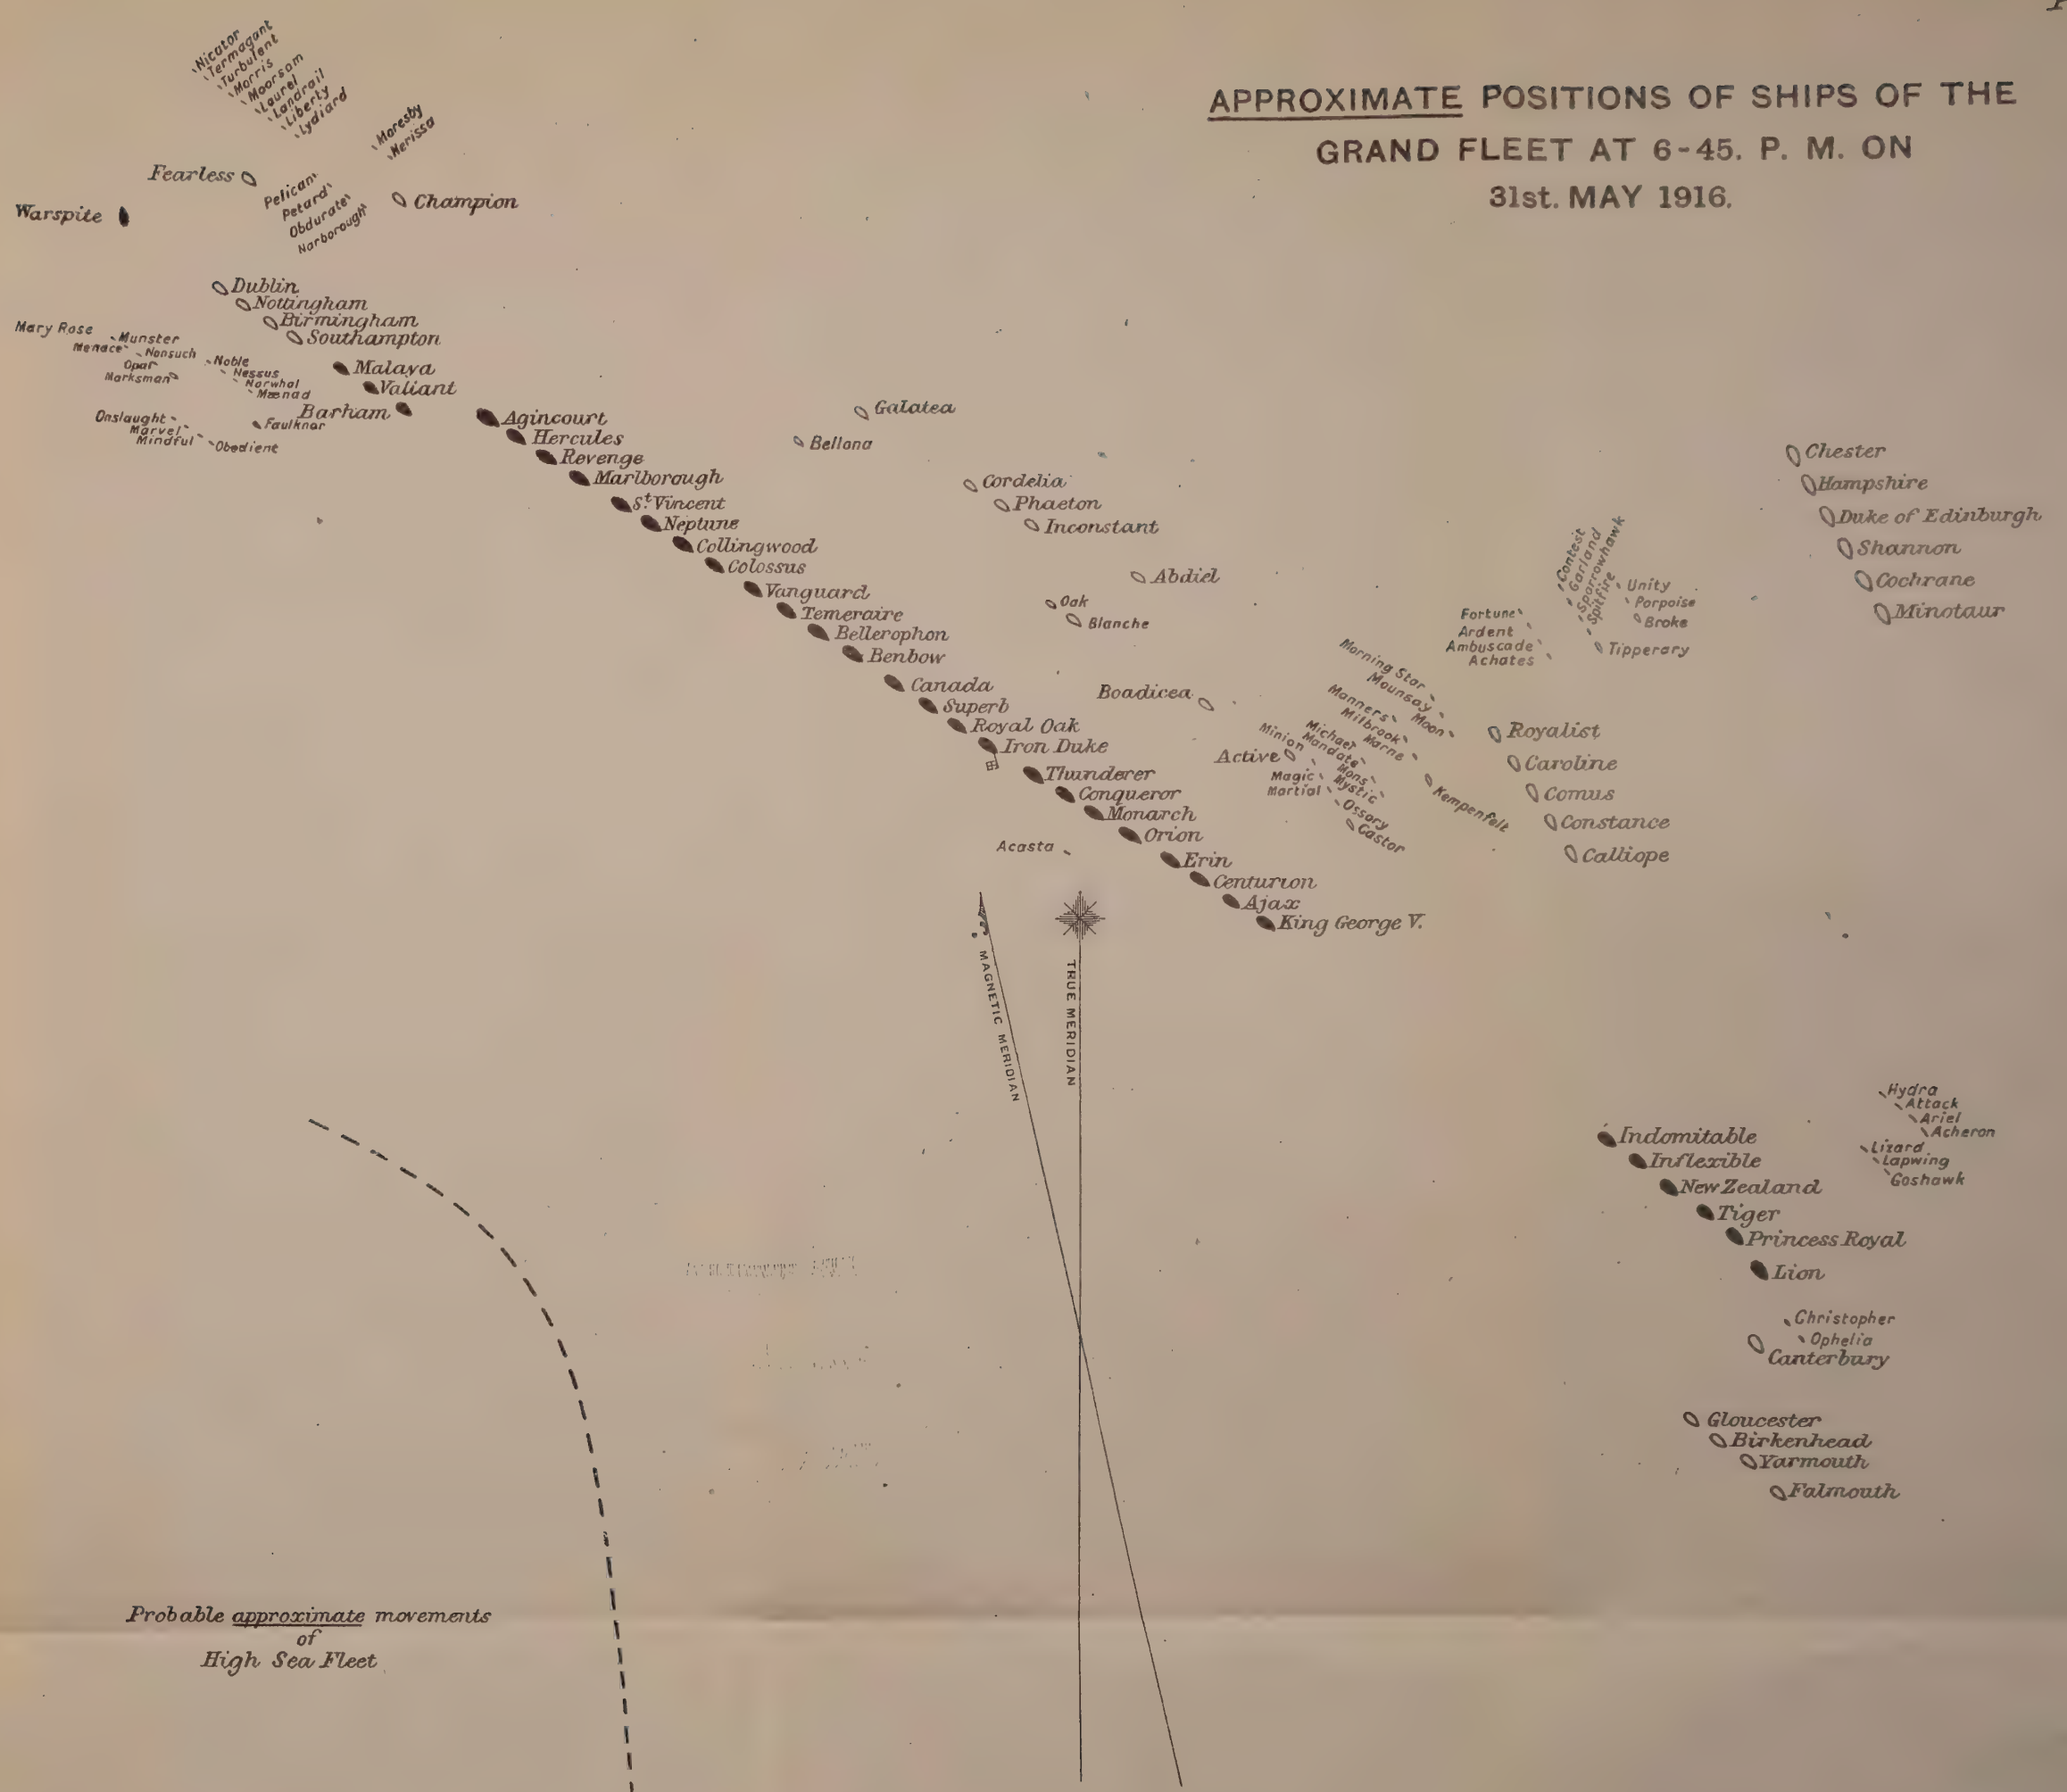 APPROXIMATE POSITIONS OF SHIPS OF THE
GRAND FLEET AT 6-45. P. M. ON
31st. MAY 1916.
Nicator
Termagant
Turbulent
Morris
Moorsom
Laurel
Landrail
Liberty
Lydiard
Moresby
Nerissa
Fearless
Pelican
Petard
Obdurate
Narborough
Champion
Warspite
Dublin
Nottingham
Birmingham
Southampton
Mary Rose
Munster
Menace
Nonsuch
Opal
Marksman
Noble
Nessus
Narwhal
Mænad
Malaya
Valiant
Barham
Onslaught
Marvel
Mindful
Faulknor
Obedient
Agincourt
Hercules
Revenge
Marlborough
St. Vincent
Neptune
Collingwood
Colossus
Vanguard
Temeraire
Bellerophon
Benbow
Canada
Superb
Royal Oak
Iron Duke
Thunderer
Conqueror
Monarch
Orion
Erin
Centurion
Ajax
King George V.
Acasta
Galatea
Bellona
Cordelia
Phaeton
Inconstant
Abdiel
Oak
Blanche
Boadicea
Active
Minion
Michael
Mandate
Magic
Martial
Mons
Mystic
Ossory
Castor
Morning Star
Mounsay
Manners
Milbrook
Moon
Marne
Kempenfelt
Fortune
Ardent
Ambuscade
Achates
Contest
Garland
Sparrowhawk
Spitfire
Unity
Porpoise
Broke
Tipperary
Chester
Hampshire
Duke of Edinburgh
Shannon
Cochrane
Minotaur
Royalist
Caroline
Comus
Constance
Calliope
MAGNETIC MERIDIAN
TRUE MERIDIAN
Hydra
Attack
Ariel
Acheron
Lizard
Lapwing
Goshawk
Indomitable
Inflexible
New Zealand
Tiger
Princess Royal
Lion
Christopher
Ophelia
Canterbury
Gloucester
Birkenhead
Yarmouth
Falmouth
Probable approximate movements
of
High Sea Fleet